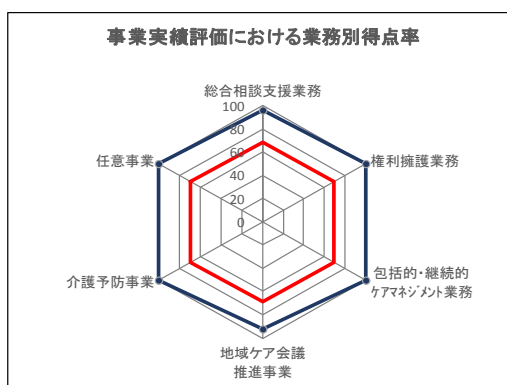 事業実績評価における業務別得点率
総合相談支援業務
100
80
60
40
20
0
権利擁護業務
包括的・継続的
ｹｱﾏﾈｼﾞﾒﾝﾄ業務
地域ケア会議
推進事業
介護予防事業
任意事業